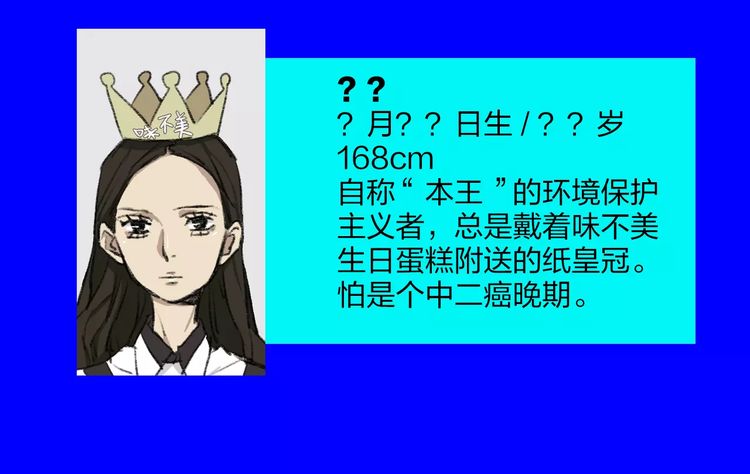 味不美
？？
？月？？日生 / ？？岁
168cm
自称“本王”的环境保护
主义者，总是戴着味不美
生日蛋糕附送的纸皇冠。
怕是个中二癌晚期。